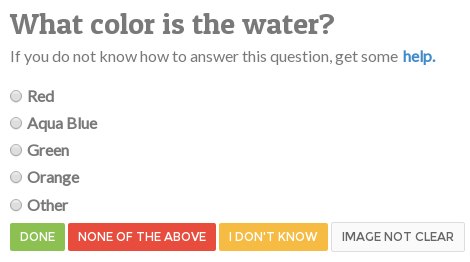 What color is the water?
If you do not know how to answer this question, get some help.
Red
Aqua Blue
Green
Orange
Other
DONE NONE OF THE ABOVE I DON'T KNOW IMAGE NOT CLEAR